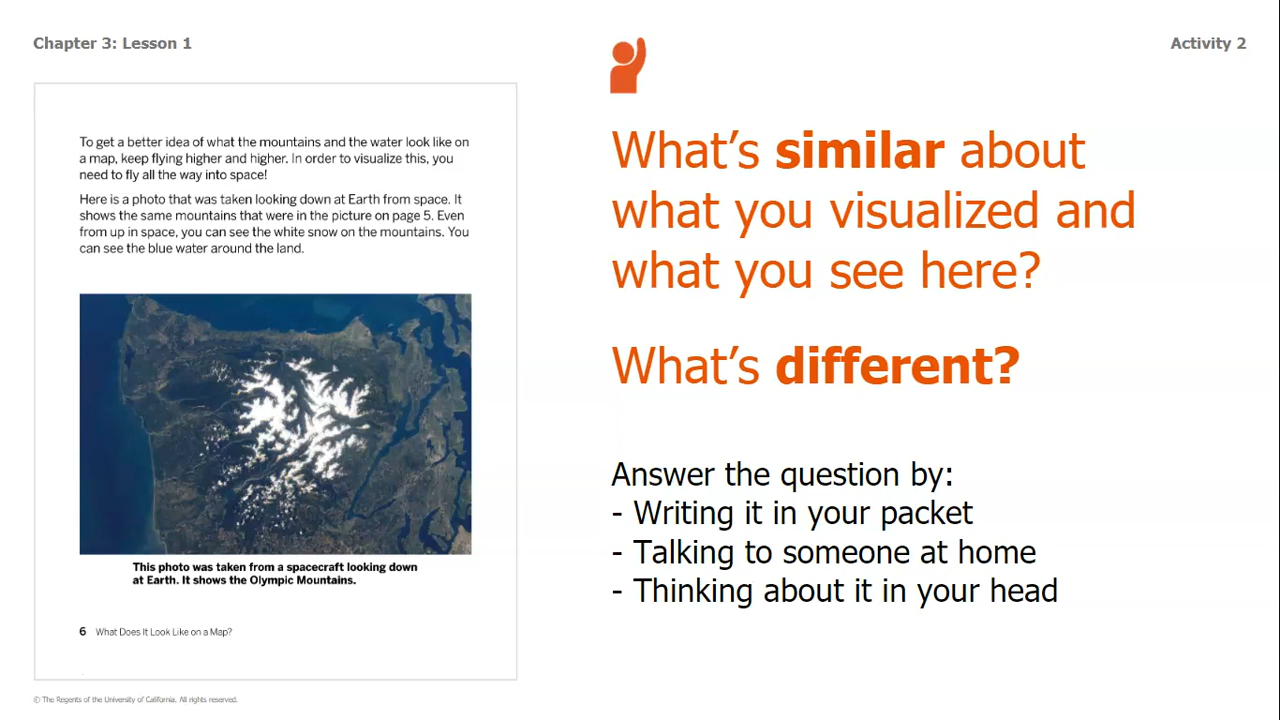 Chapter 3: Lesson 1
Activity 2
To get a better idea of what the mountains and the water look like on
a map, keep flying higher and higher. In order to visualize this, you
need to fly all the way into space!
Here is a photo that was taken looking down at Earth from space. It
shows the same mountains that were in the picture on page 5. Even
from up in space, you can see the white snow on the mountains. You
can see the blue water around the land.
This photo was taken from a spacecraft looking down
at Earth. It shows the Olympic Mountains.
6 What Does It Look Like on a Map?
© The Regents of the University of California. All rights reserved.
What's similar about
what you visualized and
what you see here?
What's different?
Answer the question by:
- Writing it in your packet
- Talking to someone at home
- Thinking about it in your head